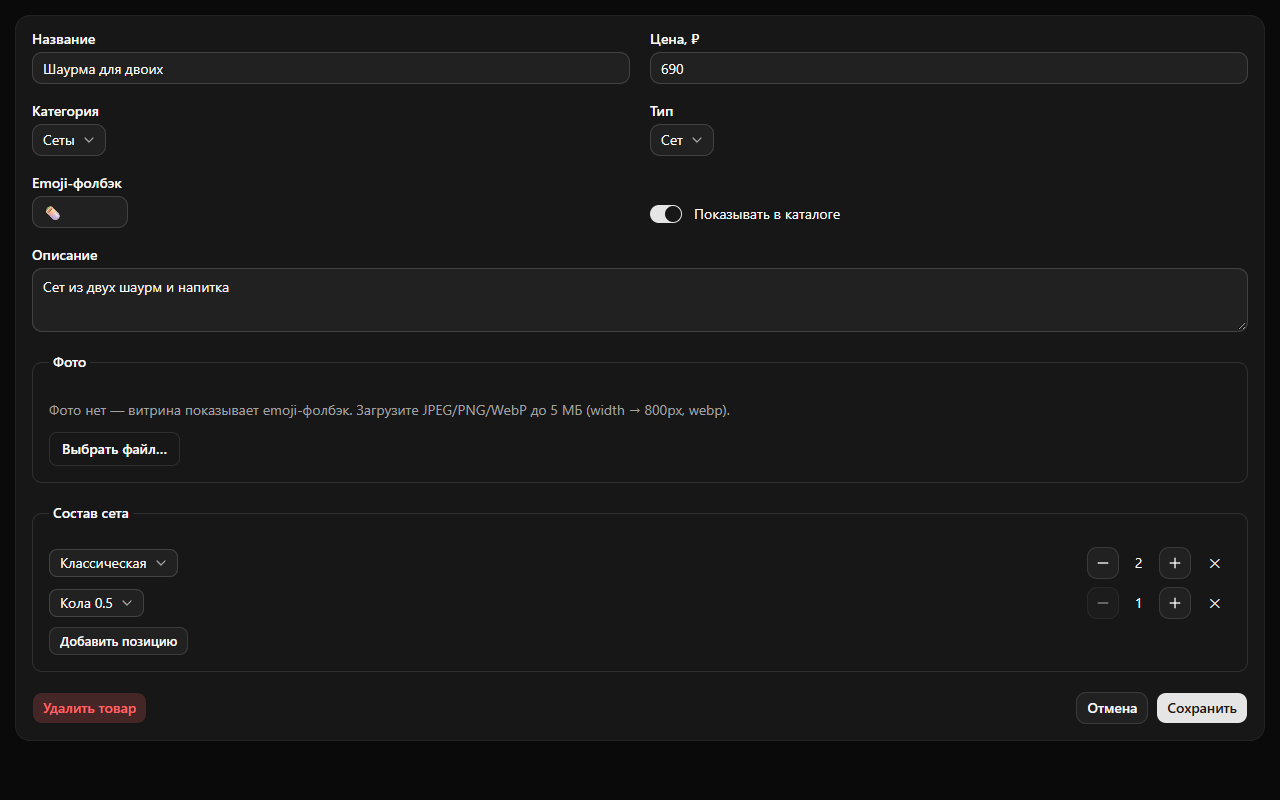 Название
Цена, ₽
Шаурма для двоих
690
Категория
Тип
Сеты
Сет
Emoji-фолбэк
🌯
Показывать в каталоге
Описание
Сет из двух шаурм и напитка
Фото
Фото нет — витрина показывает emoji-фолбэк. Загрузите JPEG/PNG/WebP до 5 МБ (width → 800px, webp).
Выбрать файл...
Состав сета
Классическая
2
Кола 0.5
1
Добавить позицию
Удалить товар
Отмена
Сохранить